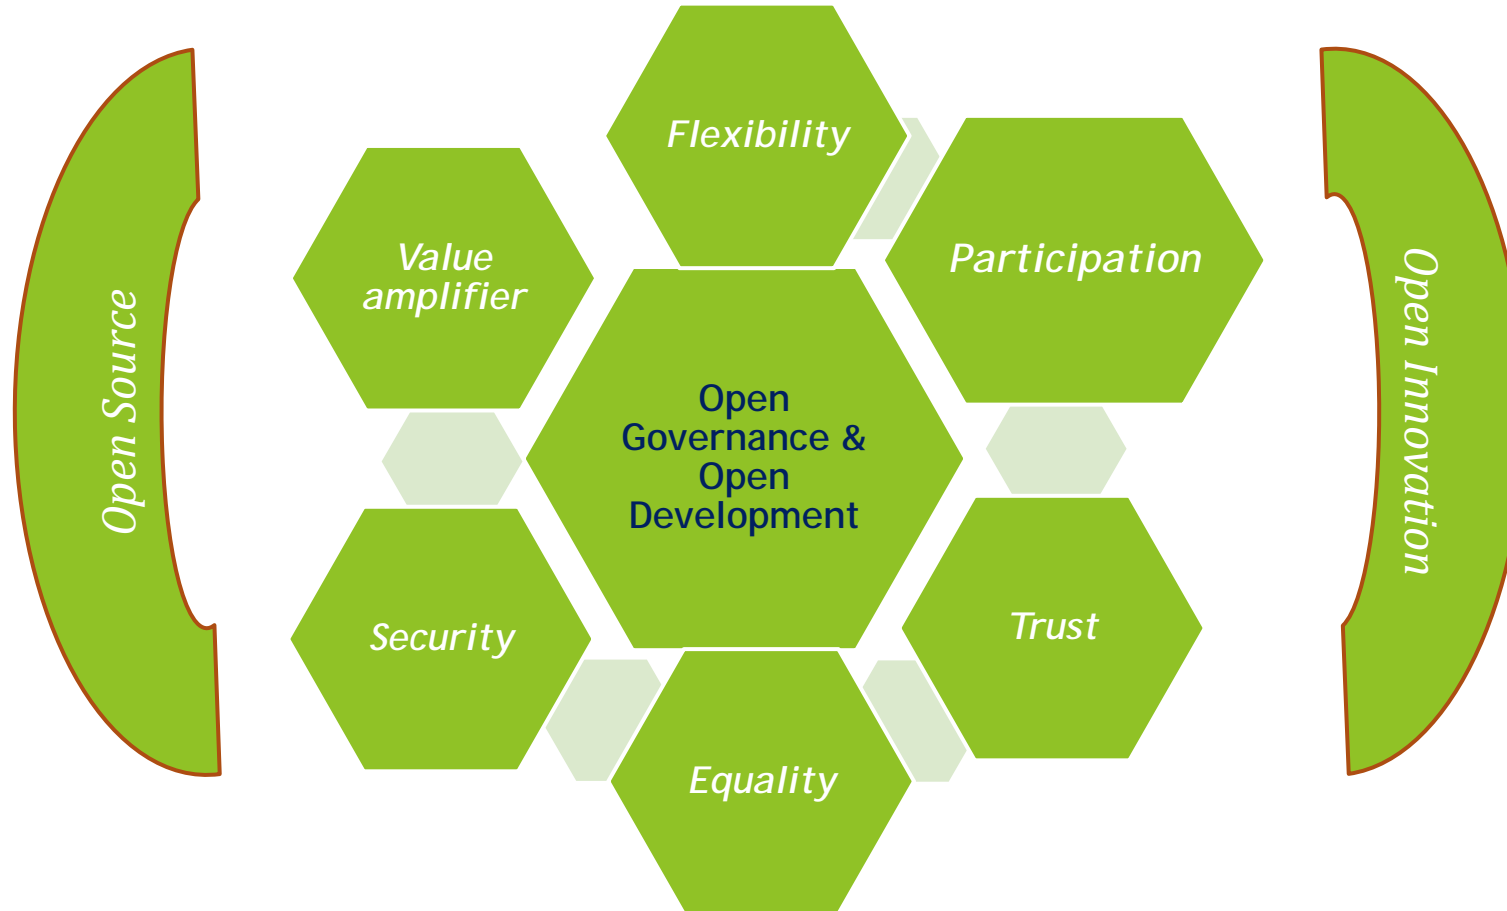 Flexibility
Value
amplifier
Participation
Open Source
Open
Governance &
Open
Development
Open Innovation
Security
Trust
Equality